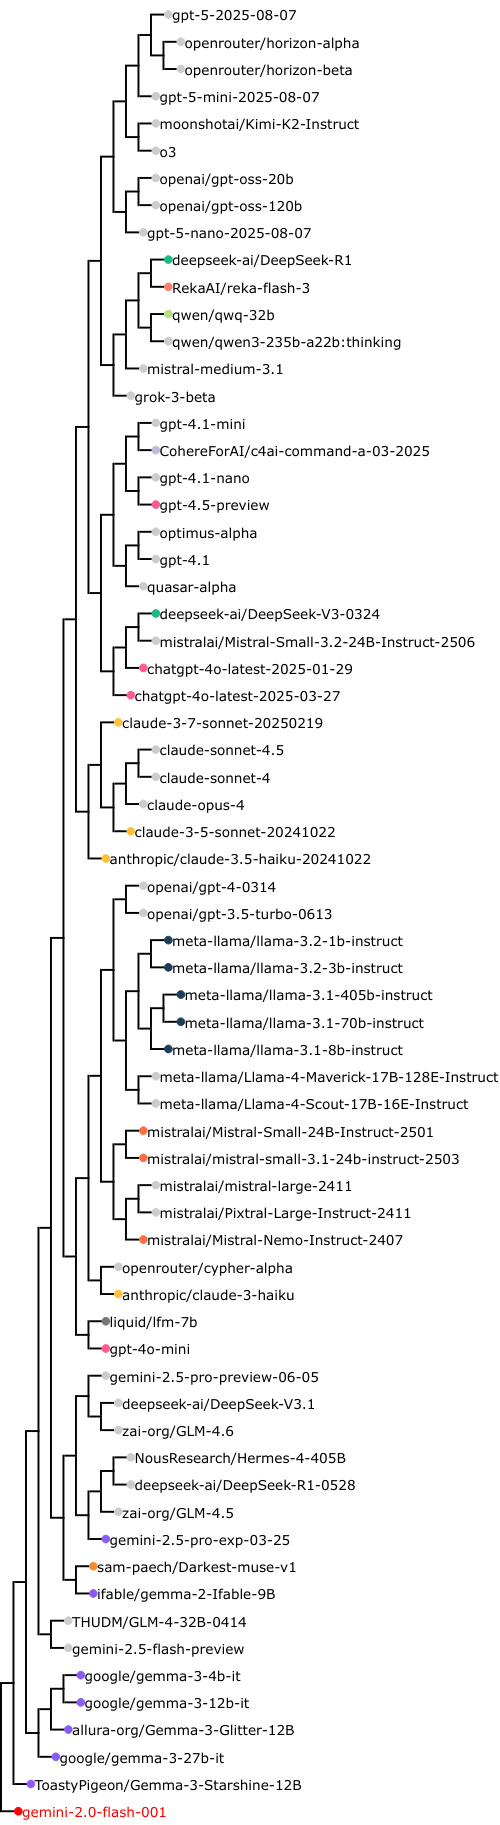 gpt-5-2025-08-07
openrouter/horizon-alpha
openrouter/horizon-beta
gpt-5-mini-2025-08-07
moonshotai/Kimi-K2-Instruct
o3
openai/gpt-oss-20b
openai/gpt-oss-120b
gpt-5-nano-2025-08-07
deepseek-ai/DeepSeek-R1
RekaAI/reka-flash-3
qwen/qwq-32b
qwen/qwen3-235b-a22b:thinking
mistral-medium-3.1
grok-3-beta
gpt-4.1-mini
CohereForAI/c4ai-command-a-03-2025
gpt-4.1-nano
gpt-4.5-preview
optimus-alpha
gpt-4.1
quasar-alpha
deepseek-ai/DeepSeek-V3-0324
mistralai/Mistral-Small-3.2-24B-Instruct-2506
chatgpt-4o-latest-2025-01-29
chatgpt-4o-latest-2025-03-27
claude-3-7-sonnet-20250219
claude-sonnet-4.5
claude-sonnet-4
claude-opus-4
claude-3-5-sonnet-20241022
anthropic/claude-3.5-haiku-20241022
openai/gpt-4-0314
openai/gpt-3.5-turbo-0613
meta-llama/llama-3.2-1b-instruct
meta-llama/llama-3.2-3b-instruct
meta-llama/llama-3.1-405b-instruct
meta-llama/llama-3.1-70b-instruct
meta-llama/llama-3.1-8b-instruct
meta-llama/Llama-4-Maverick-17B-128E-Instruct
meta-llama/Llama-4-Scout-17B-16E-Instruct
mistralai/Mistral-Small-24B-Instruct-2501
mistralai/mistral-small-3.1-24b-instruct-2503
mistralai/mistral-large-2411
mistralai/Pixtral-Large-Instruct-2411
mistralai/Mistral-Nemo-Instruct-2407
openrouter/cypher-alpha
anthropic/claude-3-haiku
liquid/lfm-7b
gpt-4o-mini
gemini-2.5-pro-preview-06-05
deepseek-ai/DeepSeek-V3.1
zai-org/GLM-4.6
NousResearch/Hermes-4-405B
deepseek-ai/DeepSeek-R1-0528
zai-org/GLM-4.5
gemini-2.5-pro-exp-03-25
sam-paech/Darkest-muse-v1
ifable/gemma-2-Ifable-9B
THUDM/GLM-4-32B-0414
gemini-2.5-flash-preview
google/gemma-3-4b-it
google/gemma-3-12b-it
allura-org/Gemma-3-Glitter-12B
google/gemma-3-27b-it
ToastyPigeon/Gemma-3-Starshine-12B
gemini-2.0-flash-001